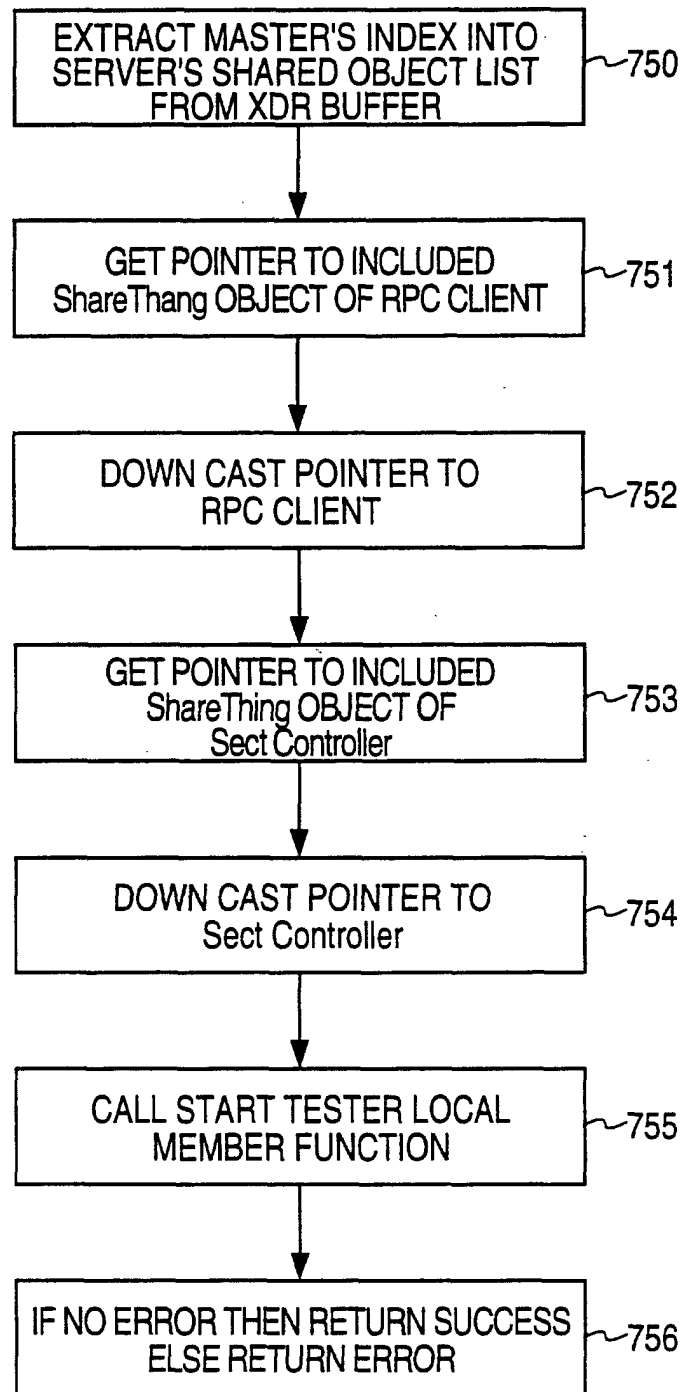 EXTRACT MASTER'S INDEX INTO
SERVER'S SHARED OBJECT LIST
FROM XDR BUFFER
750
GET POINTER TO INCLUDED
ShareThang OBJECT OF RPC CLIENT
751
DOWN CAST POINTER TO
RPC CLIENT
752
GET POINTER TO INCLUDED
ShareThing OBJECT OF
Sect Controller
753
DOWN CAST POINTER TO
Sect Controller
754
CALL START TESTER LOCAL
MEMBER FUNCTION
755
IF NO ERROR THEN RETURN SUCCESS
ELSE RETURN ERROR
756